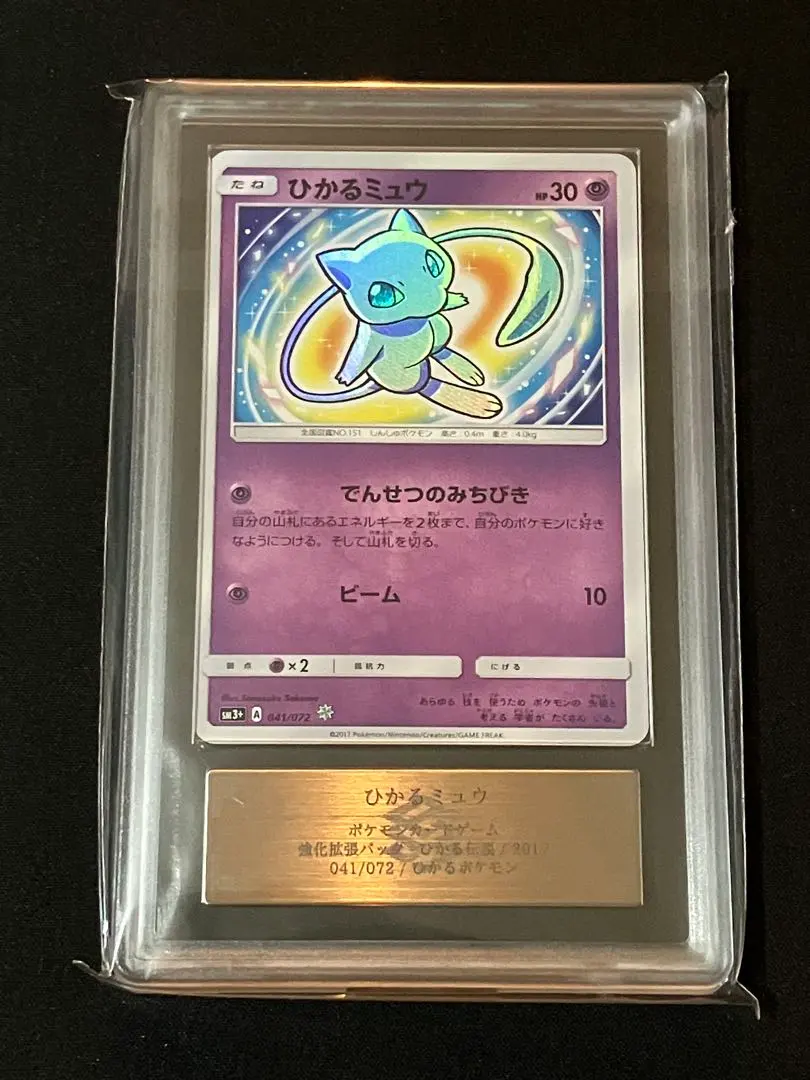 たね ひかるミュウ HP30
全国図鑑NO.151 しんしゅポケモン 高さ:0.4m 重さ:4.0kg
でんせつのみちびき
自分の山札にあるエネルギーを2枚まで、自分のポケモンに好き
なようにつける。そして山札を切る。
ビーム 10
弱点 ×2 抵抗力 にげる
Illus. Sanosuke Sakuma
あらゆる 技を 使うため ポケモンの 先祖と
SM3+ A 041/072 考える 学者が たくさん いる。
©2017 Pokémon/Nintendo/Creatures/GAME FREAK.
ひかるミュウ
ポケモンカードゲーム
強化拡張パック ひかる伝説 / 2017
041/072 / ひかるポケモン